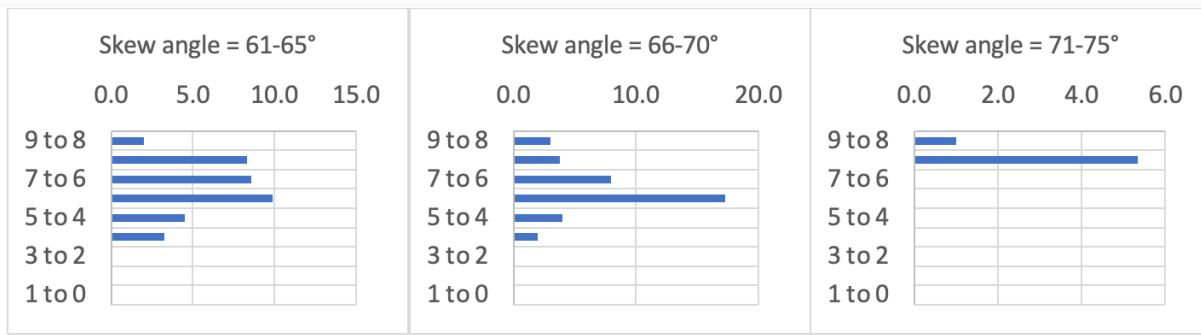 Skew angle = 61-65°
0.0 5.0 10.0 15.0
9 to 8
7 to 6
5 to 4
3 to 2
1 to 0
Skew angle = 66-70°
0.0 10.0 20.0
9 to 8
7 to 6
5 to 4
3 to 2
1 to 0
Skew angle = 71-75°
0.0 2.0 4.0 6.0
9 to 8
7 to 6
5 to 4
3 to 2
1 to 0